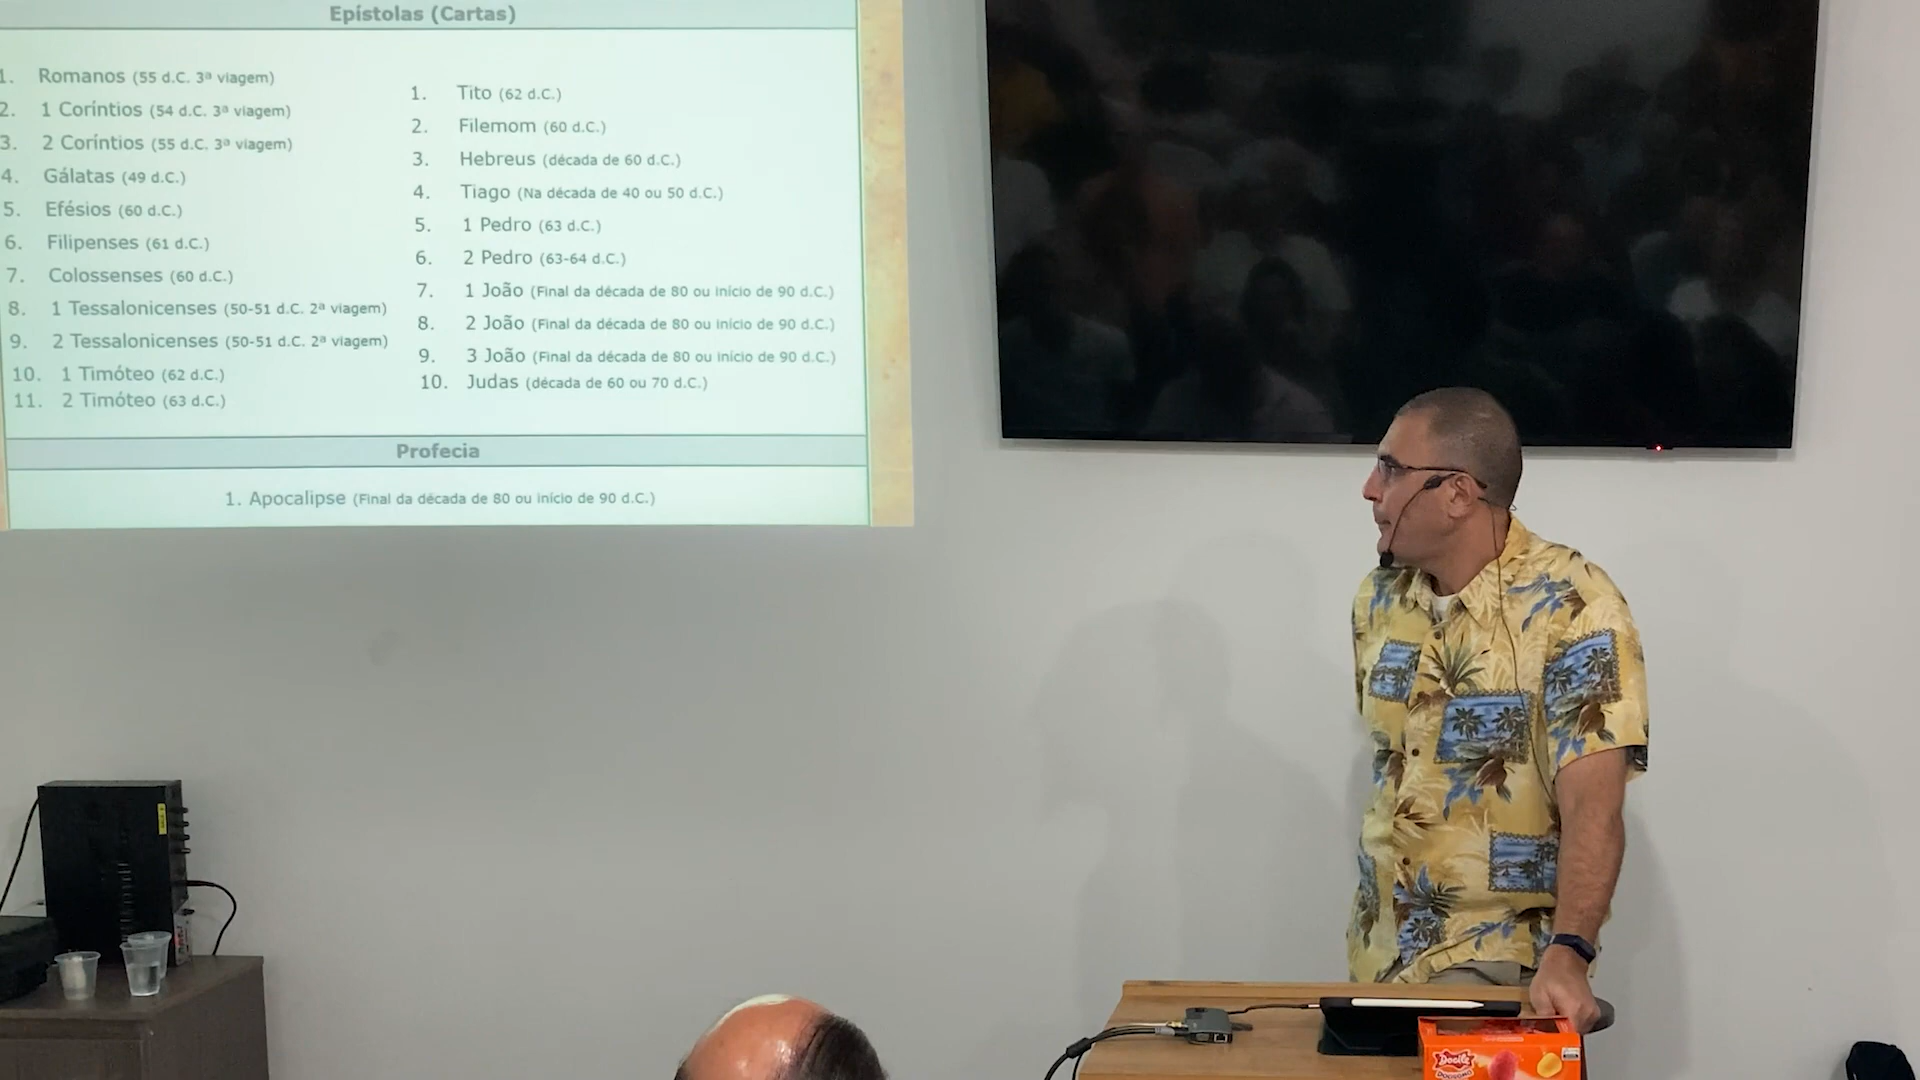 Epístolas (Cartas)
1. Romanos (55 d.C. 3ª viagem)
2. 1 Coríntios (54 d.C. 3ª viagem)
3. 2 Coríntios (55 d.C. 3ª viagem)
4. Gálatas (49 d.C.)
5. Efésios (60 d.C.)
6. Filipenses (61 d.C.)
7. Colossenses (60 d.C.)
8. 1 Tessalonicenses (50-51 d.C. 2ª viagem)
9. 2 Tessalonicenses (50-51 d.C. 2ª viagem)
10. 1 Timóteo (62 d.C.)
11. 2 Timóteo (63 d.C.)
1. Tito (62 d.C.)
2. Filemom (60 d.C.)
3. Hebreus (década de 60 d.C.)
4. Tiago (Na década de 40 ou 50 d.C.)
5. 1 Pedro (63 d.C.)
6. 2 Pedro (63-64 d.C.)
7. 1 João (Final da década de 80 ou início de 90 d.C.)
8. 2 João (Final da década de 80 ou início de 90 d.C.)
9. 3 João (Final da década de 80 ou início de 90 d.C.)
10. Judas (década de 60 ou 70 d.C.)
Profecia
1. Apocalipse (Final da década de 80 ou início de 90 d.C.)
Docile